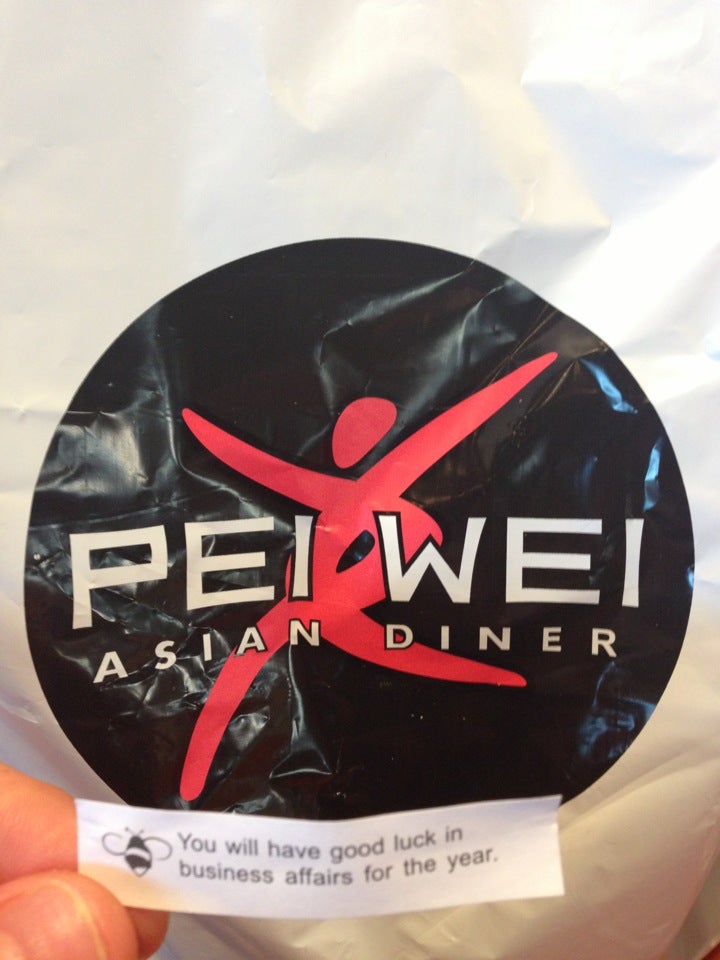 PEI WEI
ASIAN DINER
You will have good luck in
business affairs for the year.